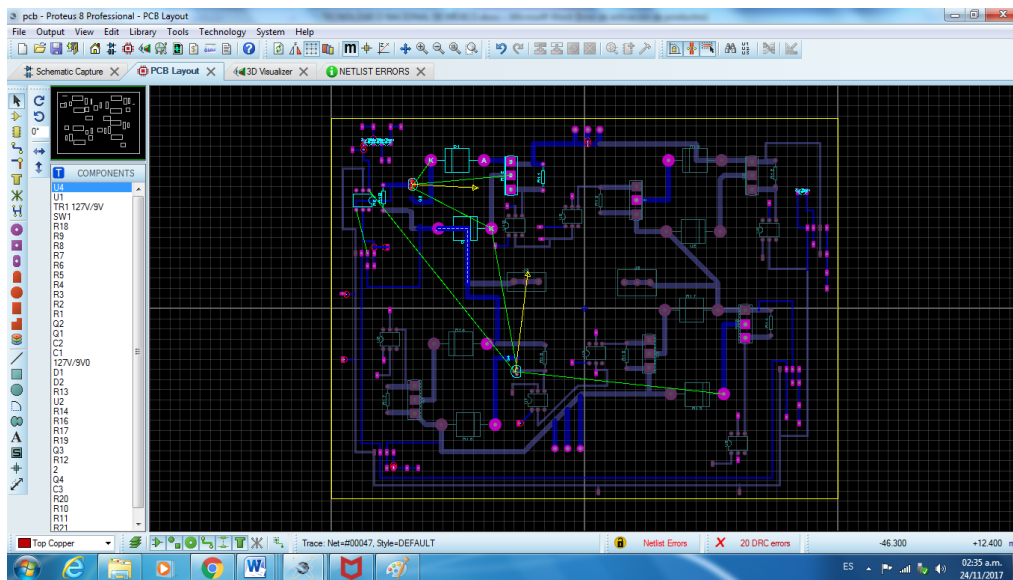 pcb - Proteus 8 Professional - PCB Layout
File Output View Edit Library Tools Technology System Help
Schematic Capture PCB Layout 3D Visualizer NETLIST ERRORS
0°
T COMPONENTS
U4
U1
TR1 127V/9V
SW1
R18
R9
R8
R7
R6
R5
R4
R3
R2
R1
Q2
Q1
C2
C1
127V/9V0
D1
D2
R13
U2
R14
R16
R17
R19
Q3
R12
2
Q4
C3
R20
R10
R11
R21
K A
K
Top Copper Trace: Net=#00047, Style=DEFAULT Netlist Errors 20 DRC errors -46.300 +12.400
ES 02:35 a.m.
24/11/2017